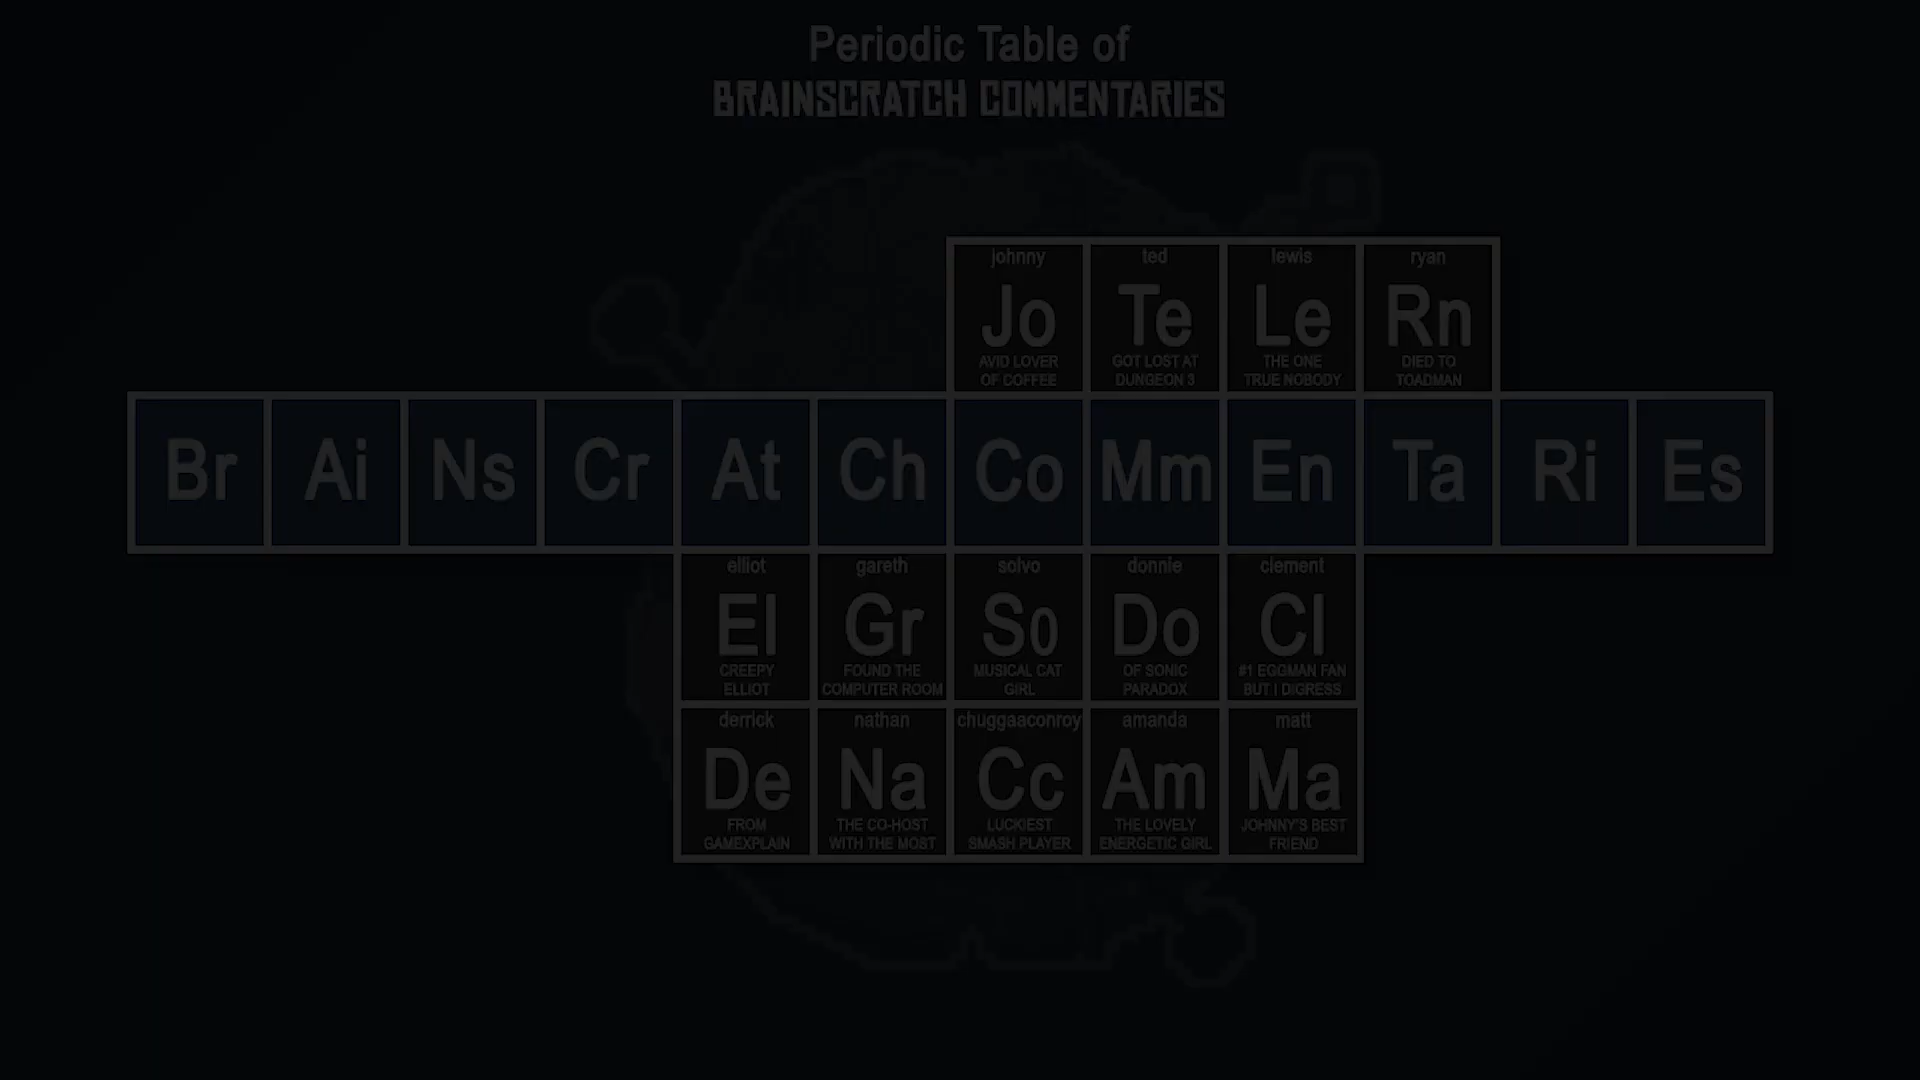 Periodic Table of
BRAINSCRATCH COMMENTARIES
johnny ted lewis ryan
Jo Te Le Rn
AVID LOVER GOT LOST AT THE ONE DIED TO
OF COFFEE DUNGEON 3 TRUE NOBODY TOADMAN
Br Ai Ns Cr At Ch Co Mm En Ta Ri Es
elliot gareth solvo donnie clement
El Gr So Do Cl
CREEPY FOUND THE MUSICAL CAT OF SONIC #1 EGGMAN FAN
ELLIOT COMPUTER ROOM GIRL PARADOX BUT I DIGRESS
derrick nathan chuggaaconroy amanda matt
De Na Cc Am Ma
FROM THE CO-HOST LUCKIEST THE LOVELY JOHNNY'S BEST
GAMEXPLAIN WITH THE MOST SMASH PLAYER ENERGETIC GIRL FRIEND